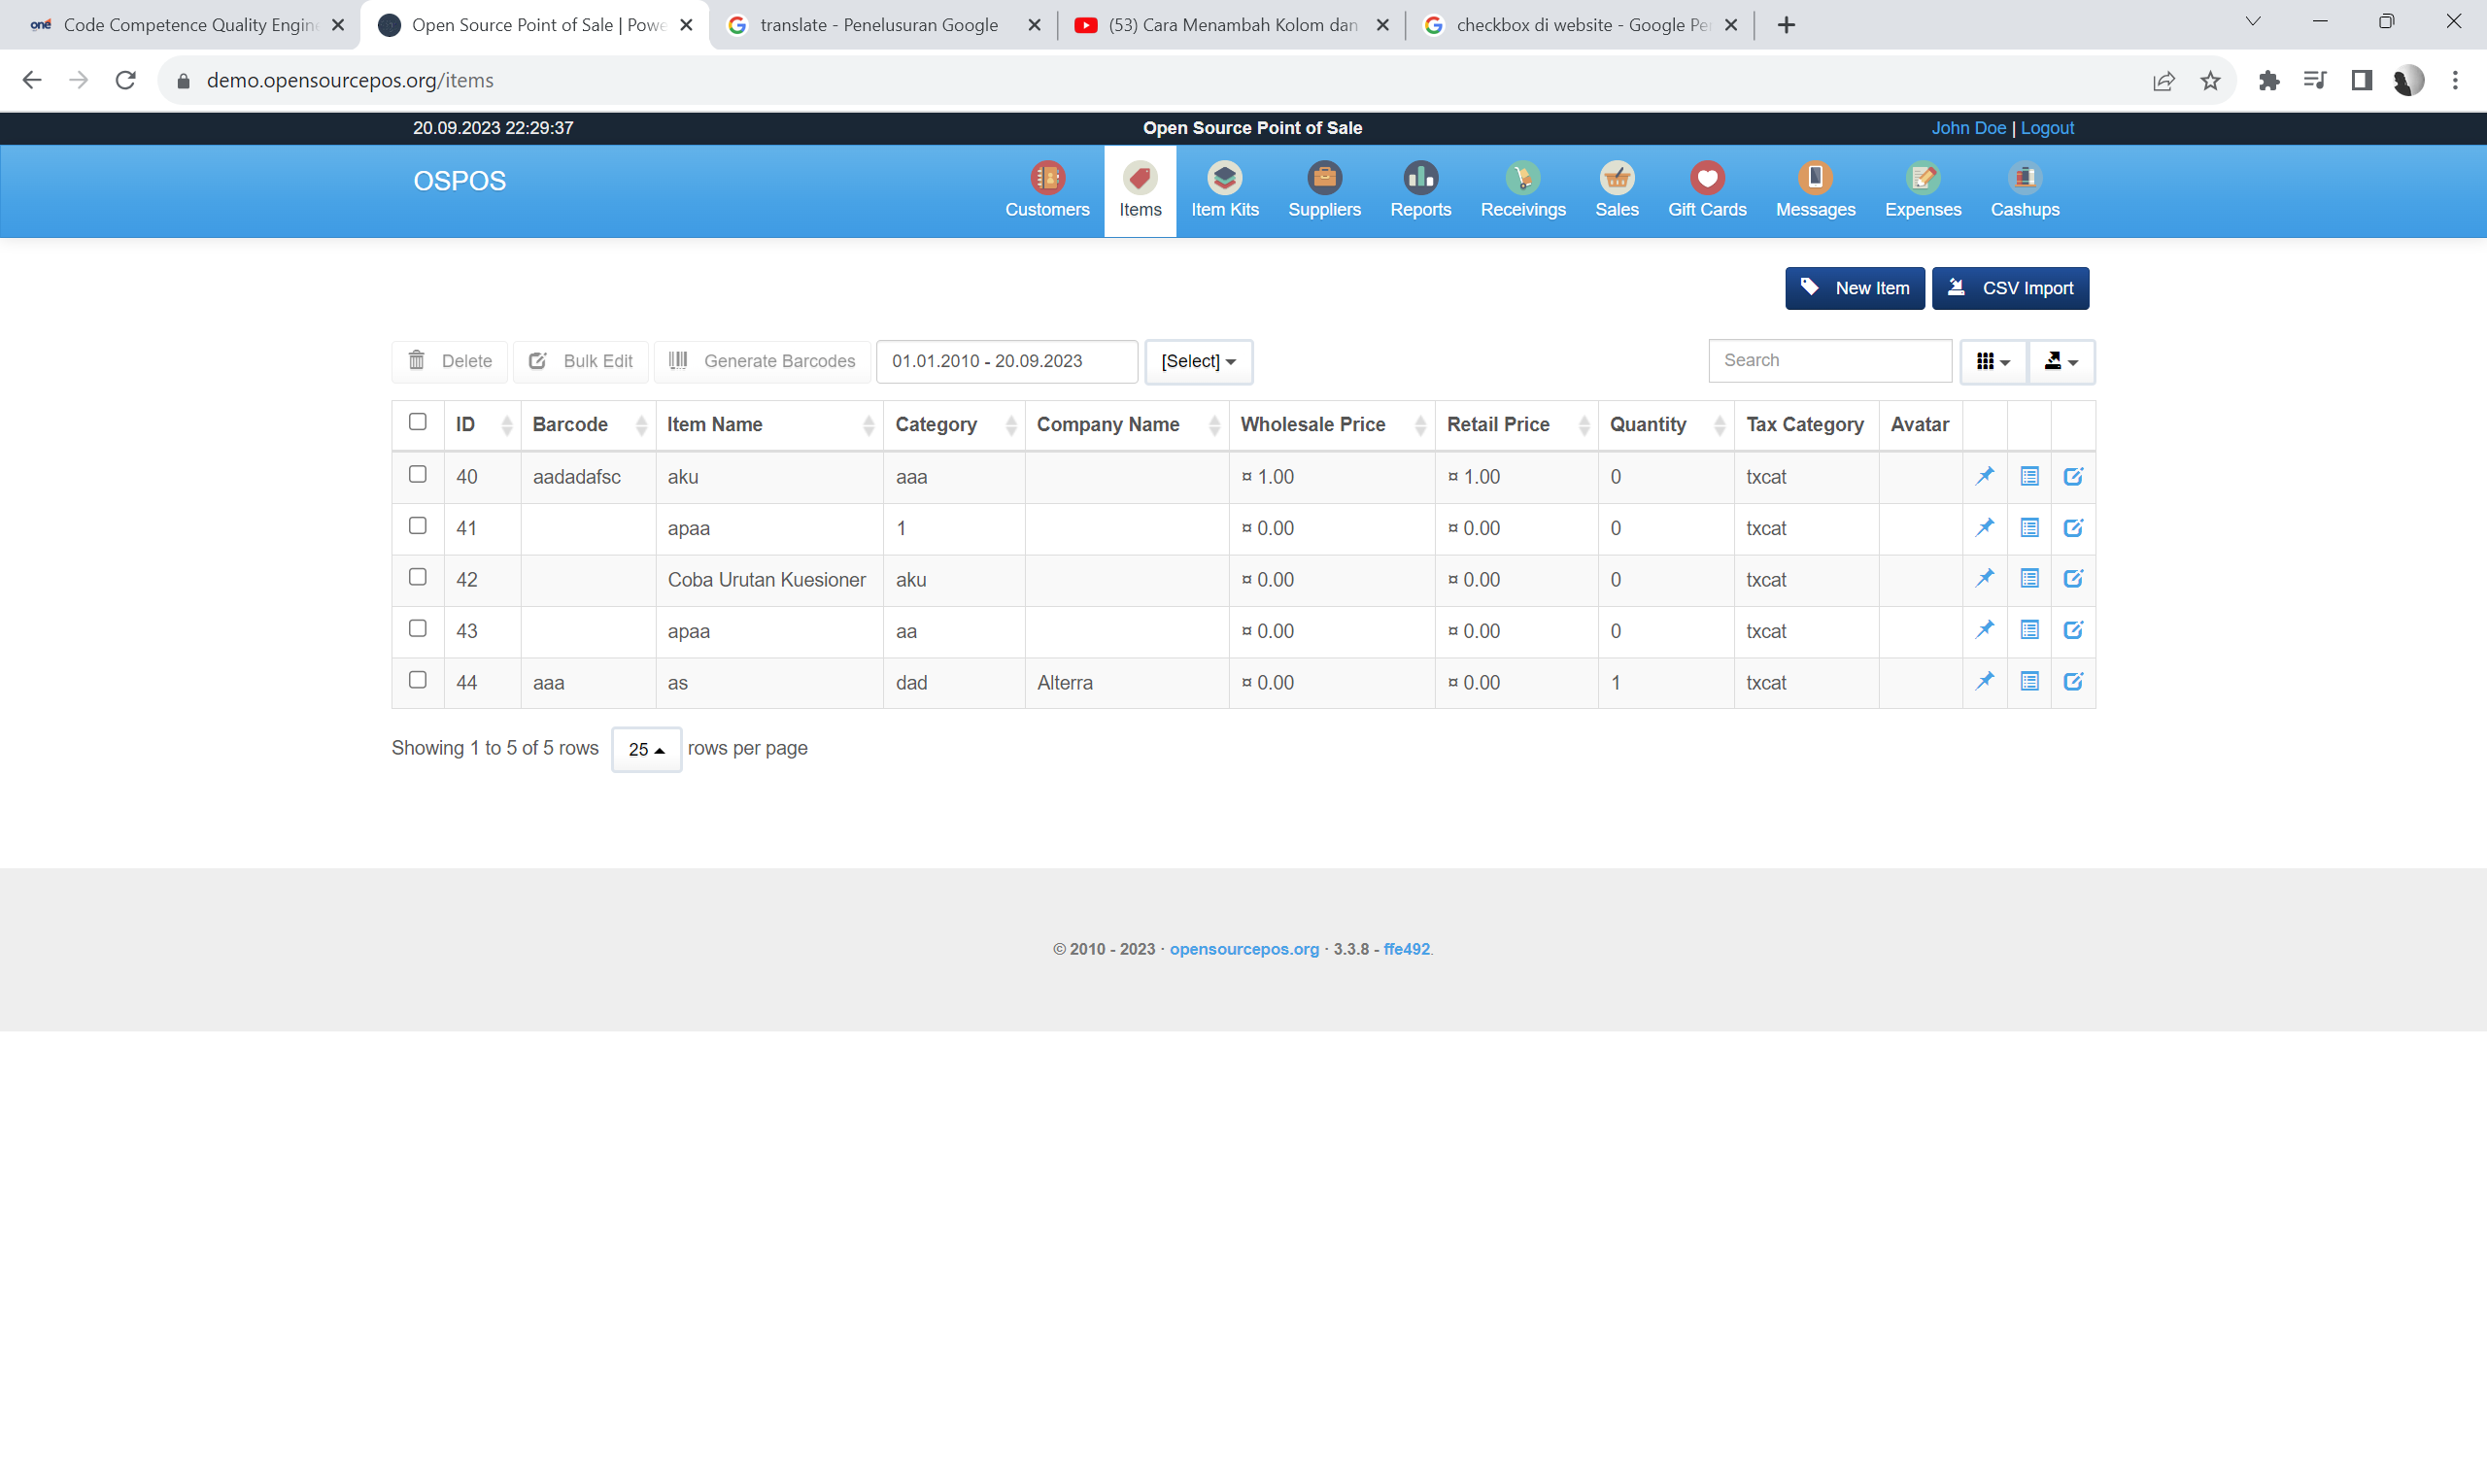 one Code Competence Quality Engine
Open Source Point of Sale | Powe
translate - Penelusuran Google
(53) Cara Menambah Kolom dan
checkbox di website - Google Pe
demo.opensourcepos.org/items
20.09.2023 22:29:37 Open Source Point of Sale John Doe | Logout
OSPOS
Customers Items Item Kits Suppliers Reports Receivings Sales Gift Cards Messages Expenses Cashups
New Item CSV Import
Delete Bulk Edit Generate Barcodes 01.01.2010 - 20.09.2023 [Select] Search
ID Barcode Item Name Category Company Name Wholesale Price Retail Price Quantity Tax Category Avatar
40 aadadafsc aku aaa ¤ 1.00 ¤ 1.00 0 txcat
41 apaa 1 ¤ 0.00 ¤ 0.00 0 txcat
42 Coba Urutan Kuesioner aku ¤ 0.00 ¤ 0.00 0 txcat
43 apaa aa ¤ 0.00 ¤ 0.00 0 txcat
44 aaa as dad Alterra ¤ 0.00 ¤ 0.00 1 txcat
Showing 1 to 5 of 5 rows 25 rows per page
© 2010 - 2023 · opensourcepos.org · 3.3.8 - ffe492.